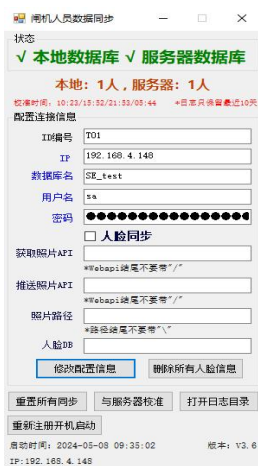 闸机人员数据同步
状态
√ 本地数据库 √ 服务器数据库
本地：1人，服务器：1人
校准时间：10:23/15:52/21:33/05:44 *日志只保留最近10天
配置连接信息
ID编号 T01
IP 192.168.4.148
数据库名 SE_test
用户名 sa
密码 ●●●●●●●●●●●●●●●●
人脸同步
获取照片API
*Webapi结尾不要带"/"
推送照片API
*Webapi结尾不要带"/"
照片路径
*路径结尾不要带"\"
人脸DB
修改配置信息 删除所有人脸信息
重置所有同步 与服务器校准 打开日志目录
重新注册开机启动
启动时间：2024-05-08 09:35:02 版本：V3.6
IP:192.168.4.148